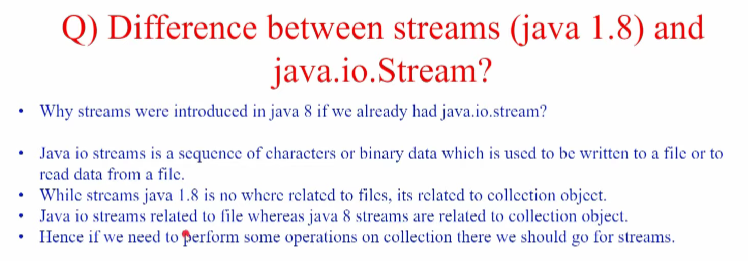 Q) Difference between streams (java 1.8) and
java.io.Stream?
• Why streams were introduced in java 8 if we already had java.io.stream?
• Java io streams is a sequence of characters or binary data which is used to be written to a file or to
read data from a file.
• While streams java 1.8 is no where related to files, its related to collection object.
• Java io streams related to file whereas java 8 streams are related to collection object.
• Hence if we need to perform some operations on collection there we should go for streams.